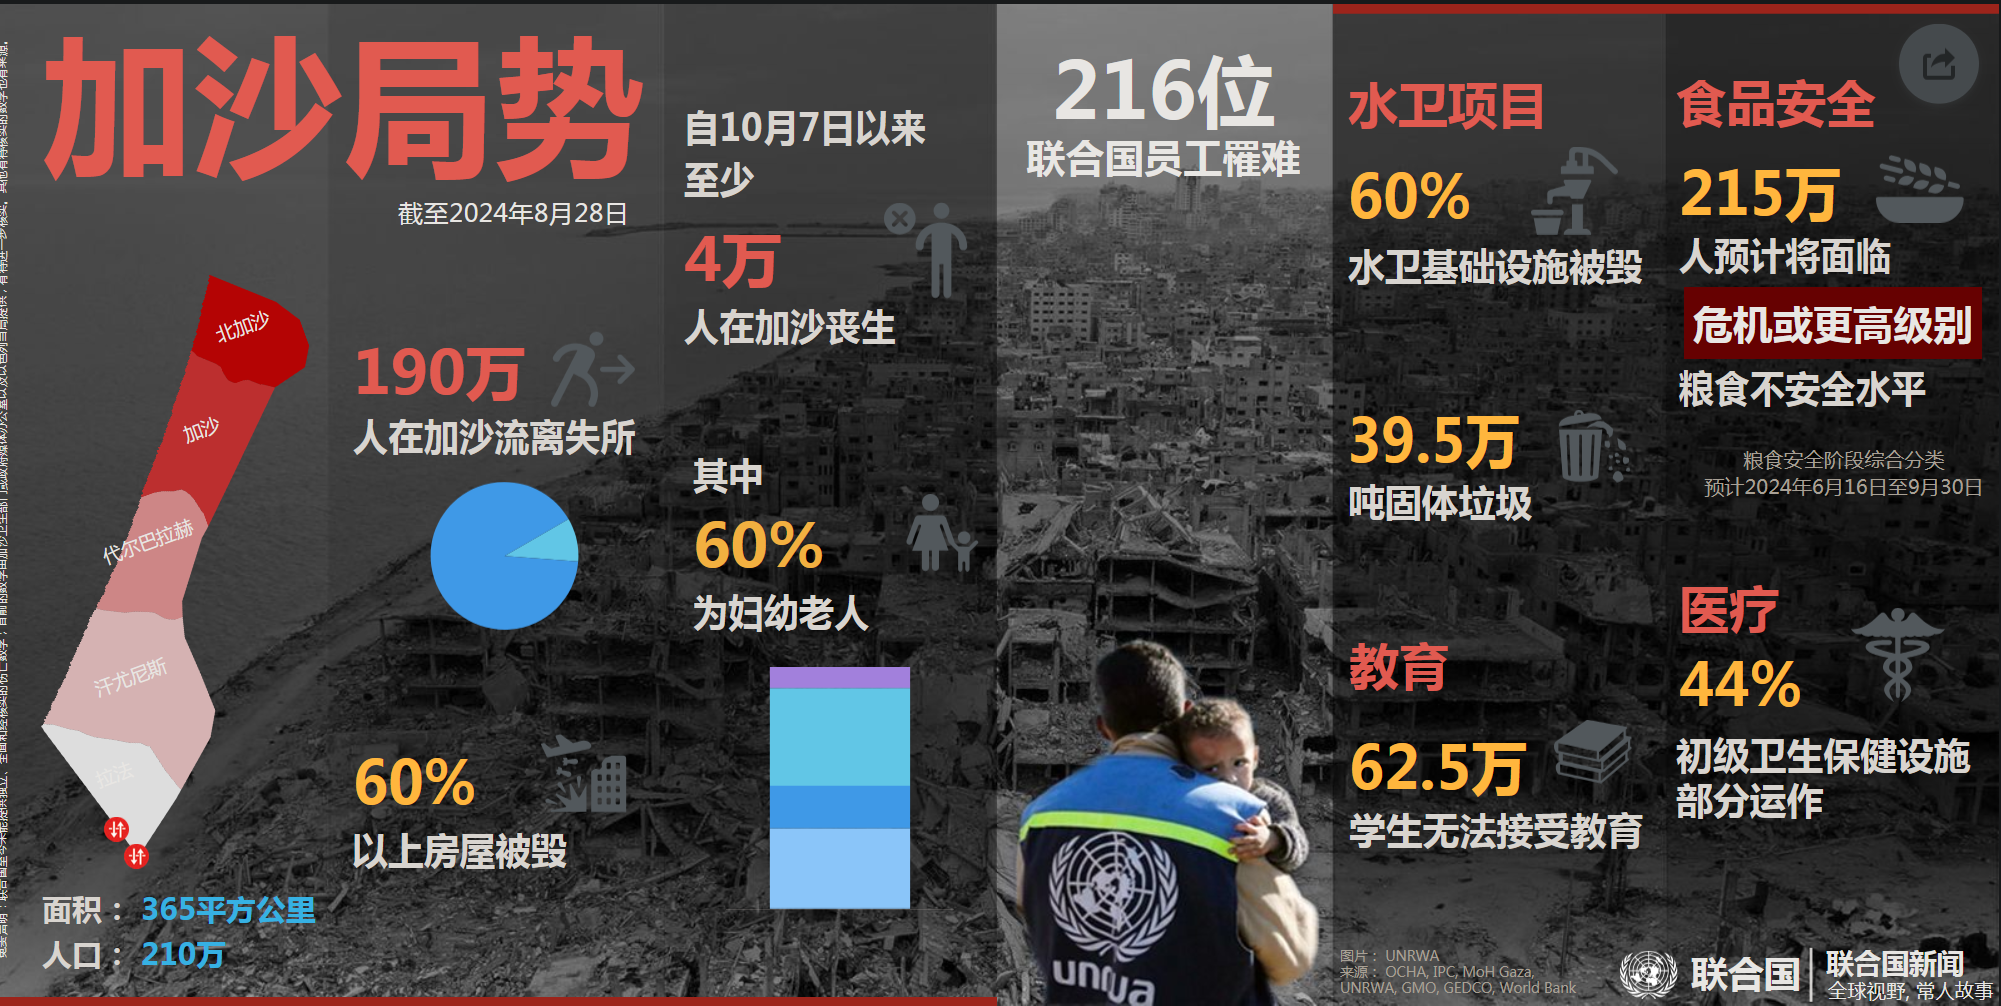 加沙局势
截至2024年8月28日
北加沙
加沙
代尔巴拉赫
汗尤尼斯
拉法
面积： 365平方公里
人口： 210万
190万
人在加沙流离失所
60%
以上房屋被毁
自10月7日以来
至少
4万
人在加沙丧生
其中
60%
为妇幼老人
216位
联合国员工罹难
unrwa
水卫项目
60%
水卫基础设施被毁
39.5万
吨固体垃圾
教育
62.5万
学生无法接受教育
食品安全
215万
人预计将面临
危机或更高级别
粮食不安全水平
粮食安全阶段综合分类
预计2024年6月16日至9月30日
医疗
44%
初级卫生保健设施
部分运作
图片： UNRWA
来源： OCHA, IPC, MoH Gaza,
UNRWA, GMO, GEDCO, World Bank
联合国
联合国新闻
全球视野, 常人故事